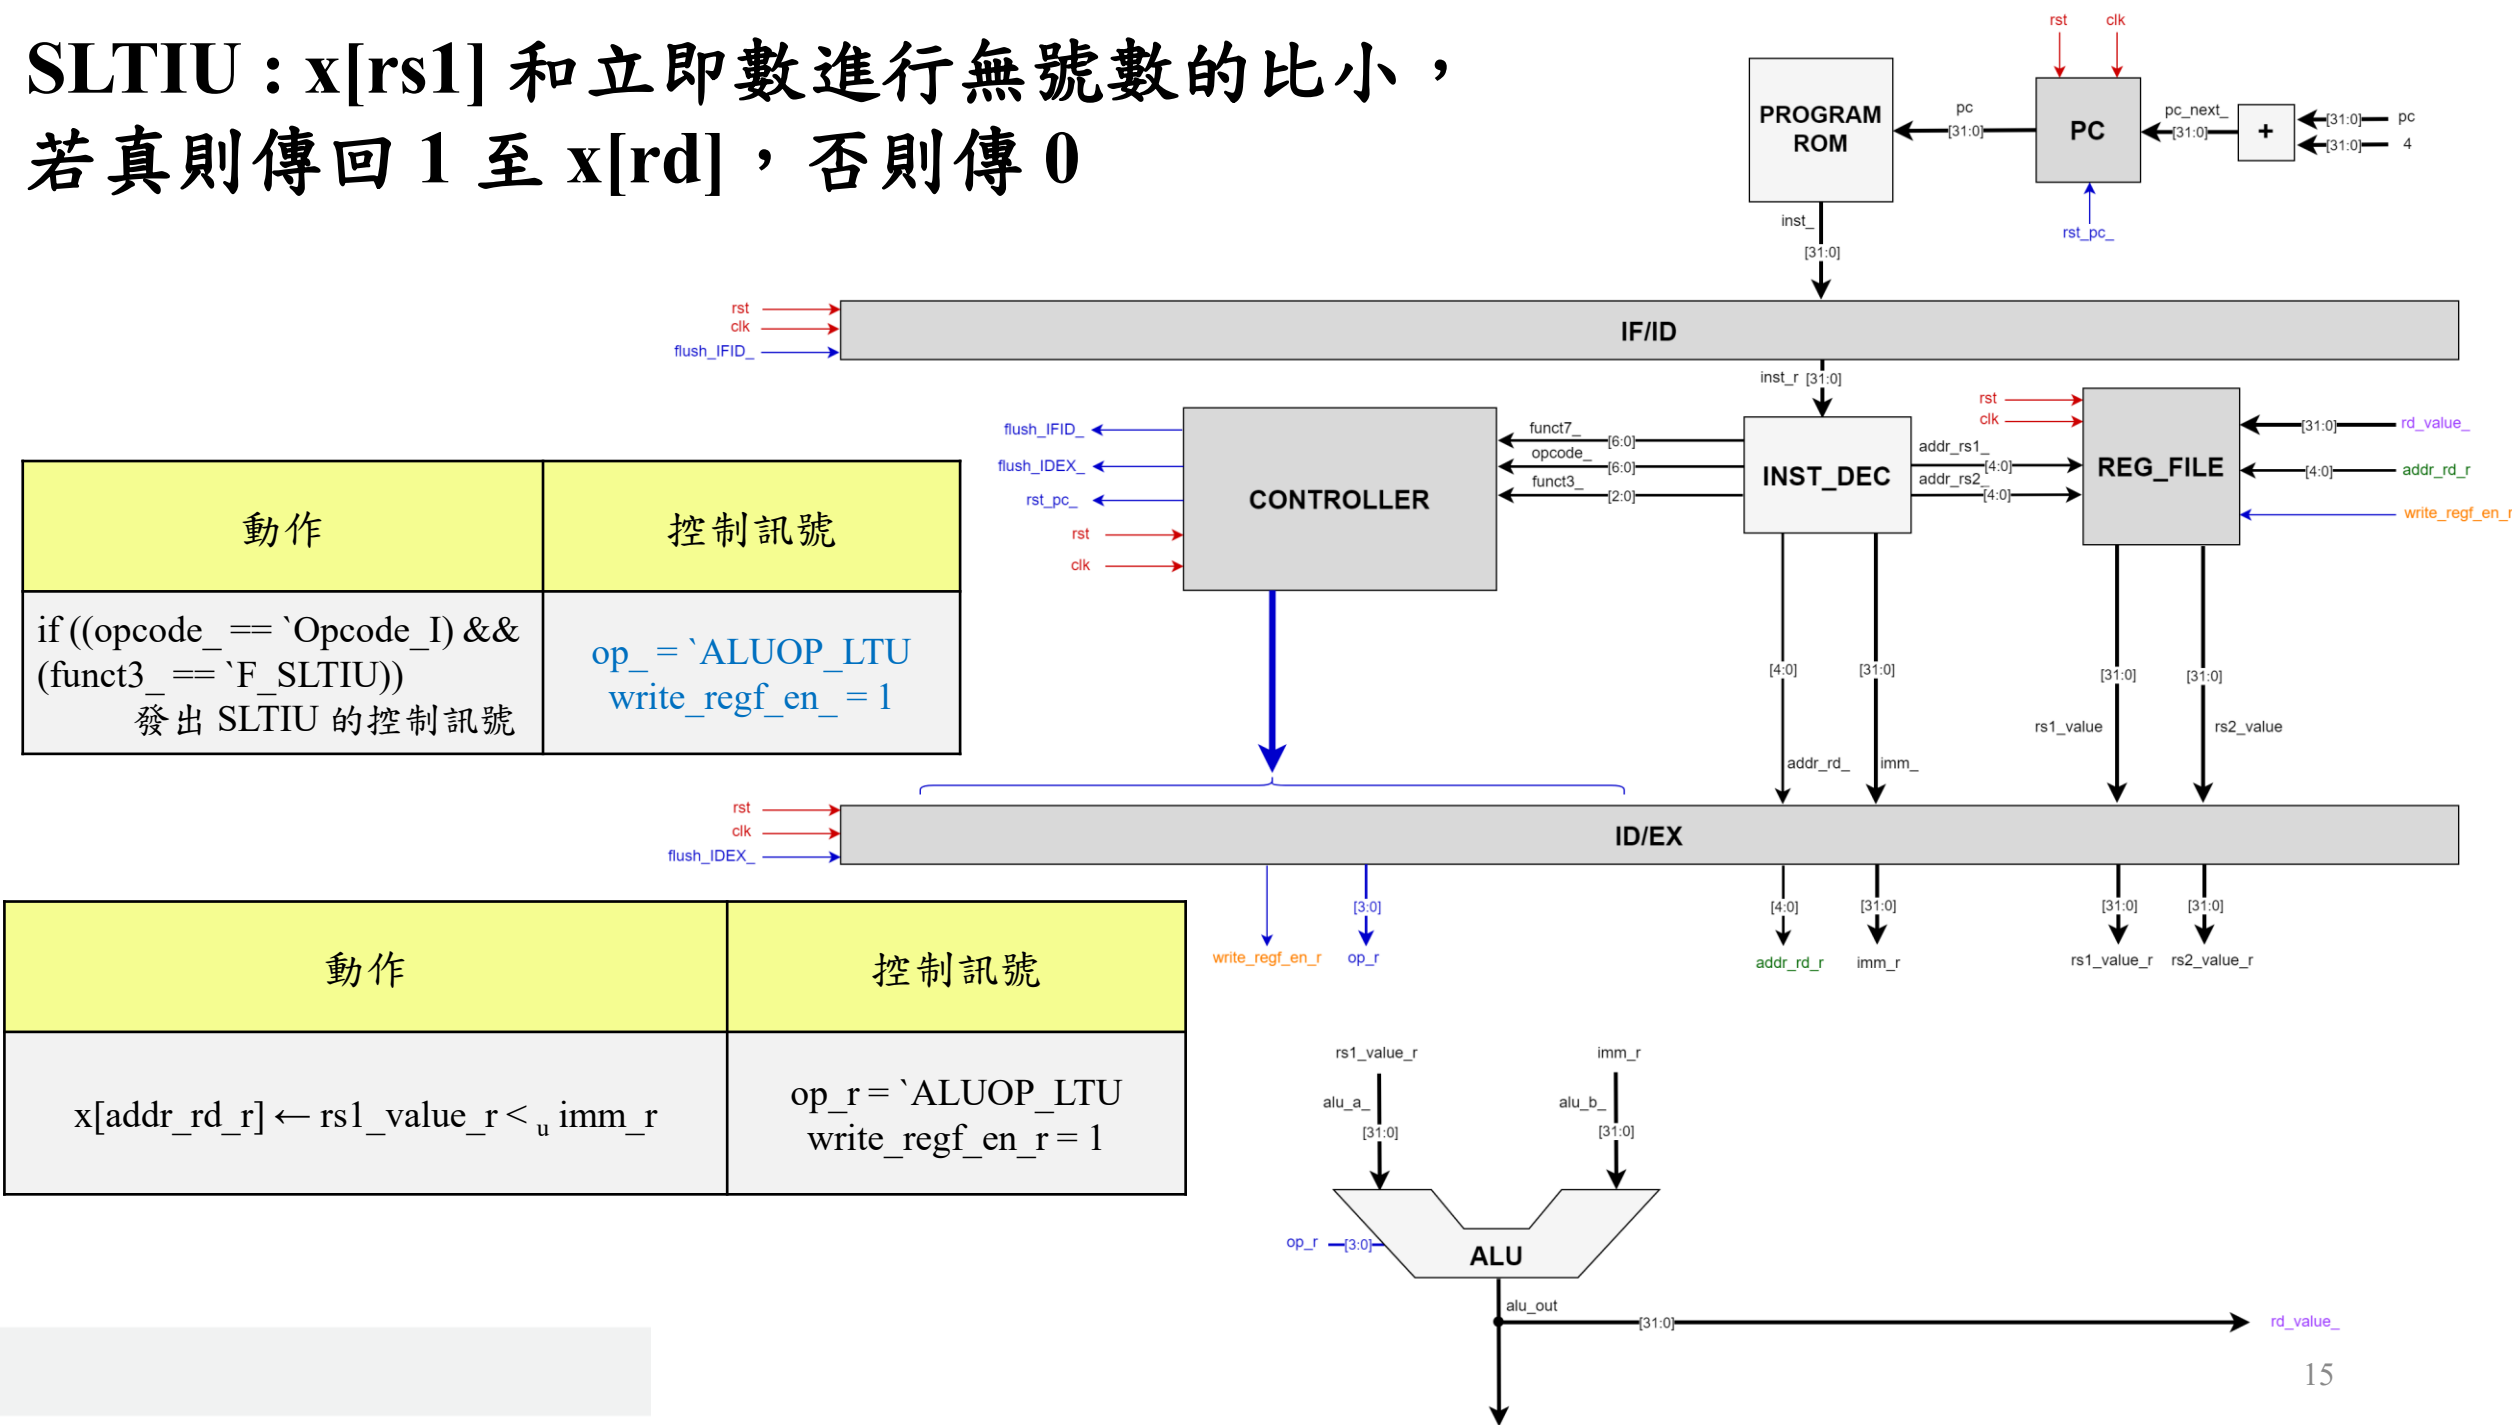 SLTIU : x[rs1] 和立即數進行無號數的比小，
若真則傳回 1 至 x[rd]，否則傳 0
rst
clk
PROGRAM
ROM
pc
[31:0]
PC
pc_next_
[31:0]
+
[31:0]
pc
[31:0]
4
rst_pc_
inst_
[31:0]
rst
clk
flush_IFID_
IF/ID
inst_r [31:0]
flush_IFID_
flush_IDEX_
rst_pc_
rst
clk
CONTROLLER
funct7_
[6:0]
opcode_
[6:0]
funct3_
[2:0]
INST_DEC
addr_rs1_
[4:0]
addr_rs2_
[4:0]
rst
clk
REG_FILE
[31:0]
rd_value_
[4:0]
addr_rd_r
write_regf_en_r
動作
控制訊號
if ((opcode_ == `Opcode_I) &&
(funct3_ == `F_SLTIU))
發出 SLTIU 的控制訊號
op_ = `ALUOP_LTU
write_regf_en_ = 1
[4:0]
[31:0]
[31:0]
[31:0]
rs1_value
rs2_value
addr_rd_
imm_
rst
clk
flush_IDEX_
ID/EX
[3:0]
[4:0]
[31:0]
[31:0]
[31:0]
write_regf_en_r
op_r
addr_rd_r
imm_r
rs1_value_r
rs2_value_r
動作
控制訊號
x[addr_rd_r] ← rs1_value_r < u imm_r
op_r = `ALUOP_LTU
write_regf_en_r = 1
rs1_value_r
imm_r
alu_a_
alu_b_
[31:0]
[31:0]
op_r
[3:0]
ALU
alu_out
[31:0]
rd_value_
15